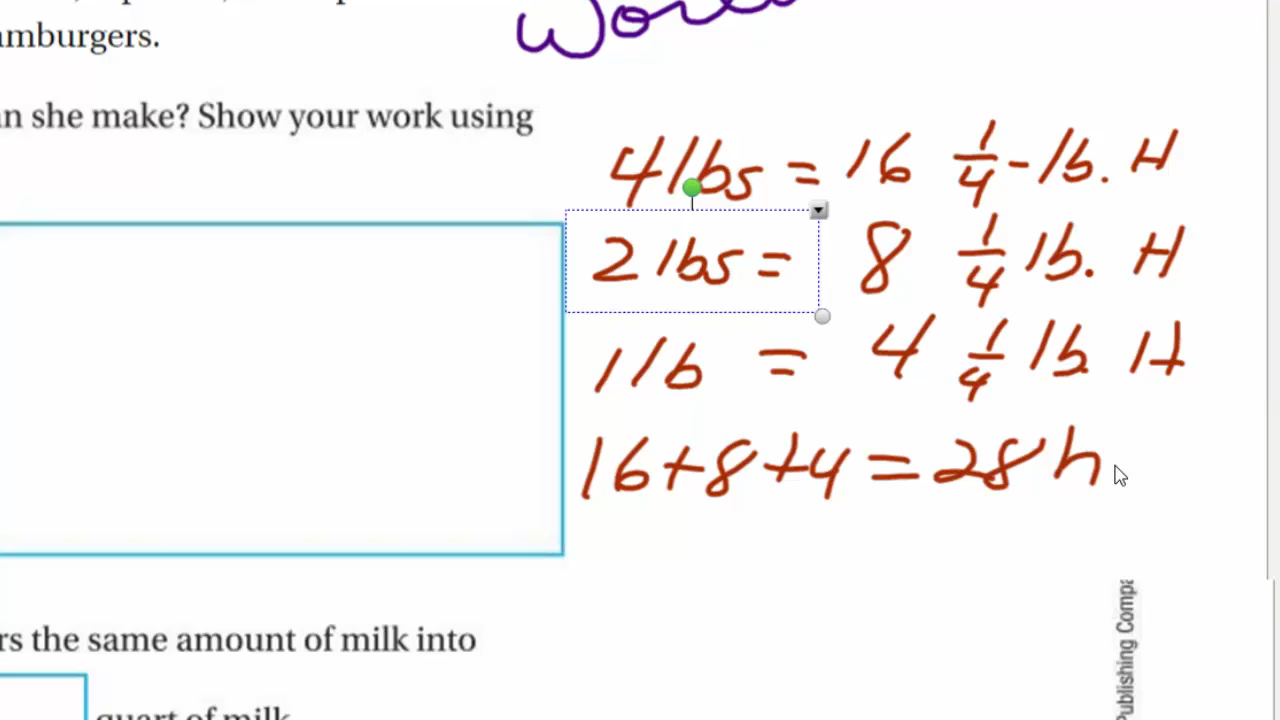 amburgers.
an she make? Show your work using
4 lbs = 16 1/4 - lb. H
2 lbs = 8 1/4 lb. H
1 lb = 4 1/4 lb H
16+8+4 = 28 h
rs the same amount of milk into
quart of milk
Publishing Compa